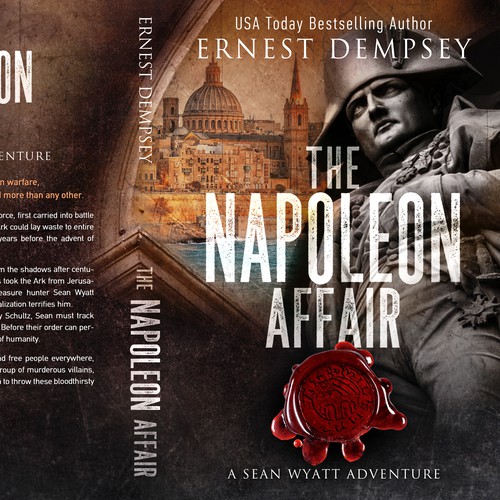 ON
ENTURE
n warfare,
d more than any other.
orce, first carried into battle
rk could lay waste to entire
years before the advent of
m the shadows after centu-
s took the Ark from Jerusa-
easure hunter Sean Wyatt
alization terrifies him.
y Schultz, Sean must track
Before their order can per-
of humanity.
nd free people everywhere,
roup of murderous villains,
n to throw these bloodthirsty
ERNEST DEMPSEY
THE NAPOLEON AFFAIR
USA Today Bestselling Author
ERNEST DEMPSEY
THE
NAPOLEON
AFFAIR
A SEAN WYATT ADVENTURE